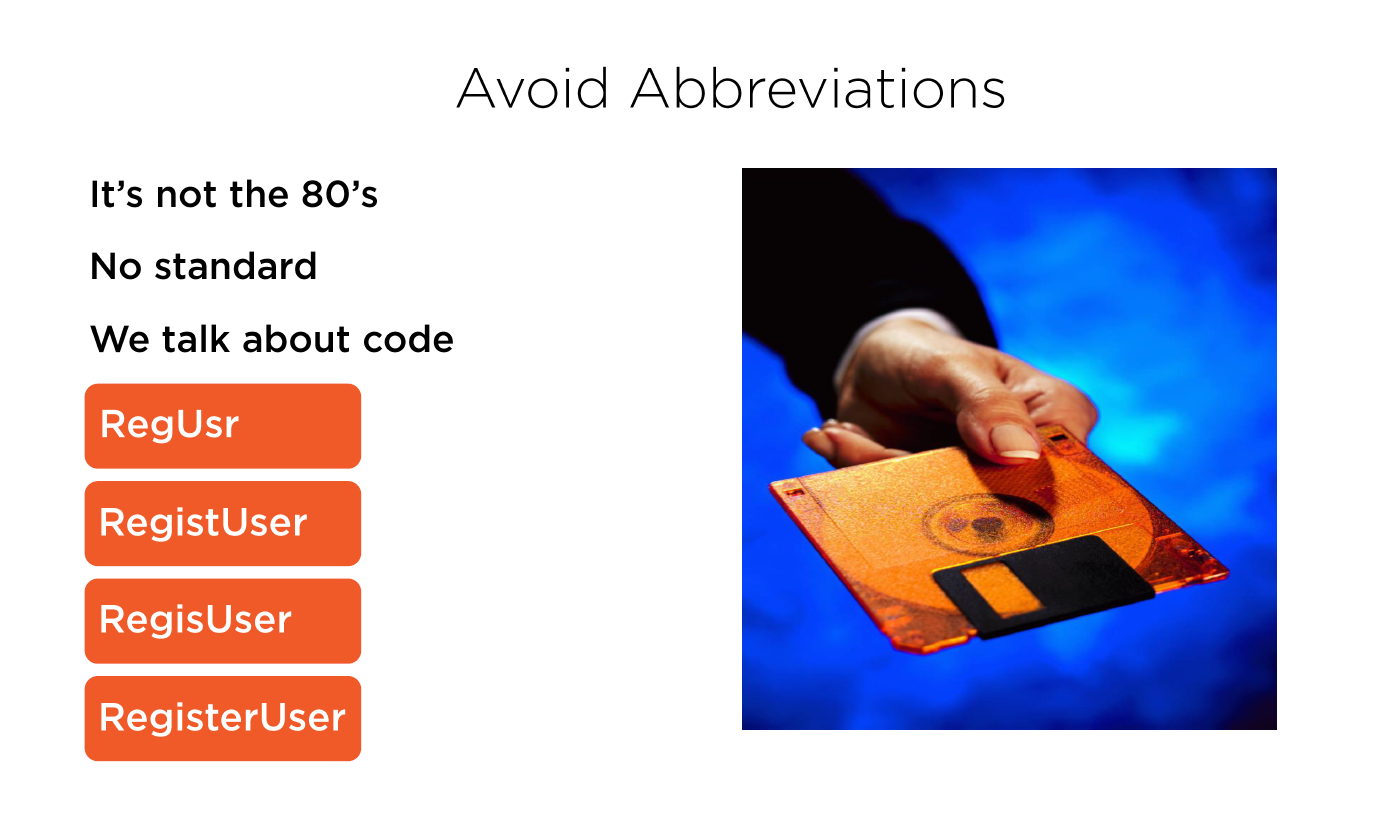 Avoid Abbreviations
It’s not the 80’s
No standard
We talk about code
RegUsr
RegistUser
RegisUser
RegisterUser